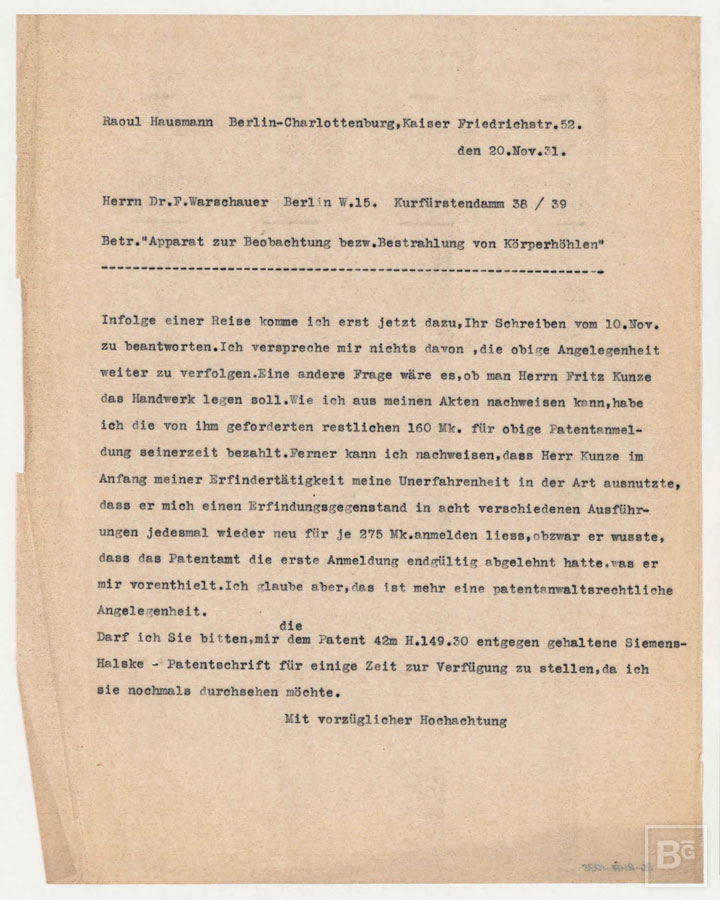 Raoul Hausmann Berlin-Charlottenburg,Kaiser Friedrichstr.52.
den 20.Nov.31.
Herrn Dr.F.Warschauer Berlin W.15. Kurfürstendamm 38 / 39
Betr."Apparat zur Beobachtung bezw.Bestrahlung von Körperhöhlen"
Infolge einer Reise komme ich erst jetzt dazu,Ihr Schreiben vom 10.Nov.
zu beantworten.Ich verspreche mir nichts davon ,die obige Angelegenheit
weiter zu verfolgen.Eine andere Frage wäre es,ob man Herrn Fritz Kunze
das Handwerk legen soll.Wie ich aus meinen Akten nachweisen kann,habe
ich die von ihm geforderten restlichen 160 Mk. für obige Patentanmel-
dung seinerzeit bezahlt.Ferner kann ich nachweisen,dass Herr Kunze im
Anfang meiner Erfindertätigkeit meine Unerfahrenheit in der Art ausnutzte,
dass er mich einen Erfindungsgegenstand in acht verschiedenen Ausführ-
ungen jedesmal wieder neu für je 275 Mk.anmelden liess,obzwar er wusste,
dass das Patentamt die erste Anmeldung endgültig abgelehnt hatte,was er
mir vorenthielt.Ich glaube aber,das ist mehr eine patentanwaltsrechtliche
Angelegenheit.
die
Darf ich Sie bitten,mir dem Patent 42m H.149.30 entgegen gehaltene Siemens-
Halske - Patentschrift für einige Zeit zur Verfügung zu stellen,da ich
sie nochmals durchsehen möchte.
Mit vorzüglicher Hochachtung
BG